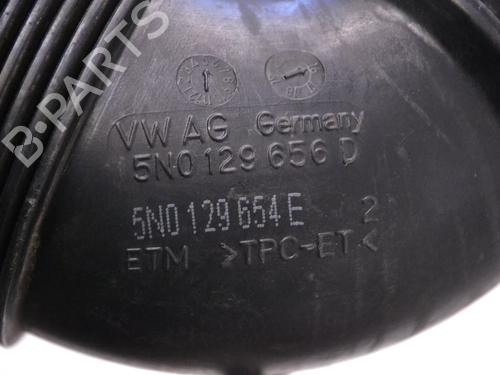 VW AG Germany
5N0 129 656 D
5N0 129 654 E 2
ETM >TPC-ET<
B-PARTS